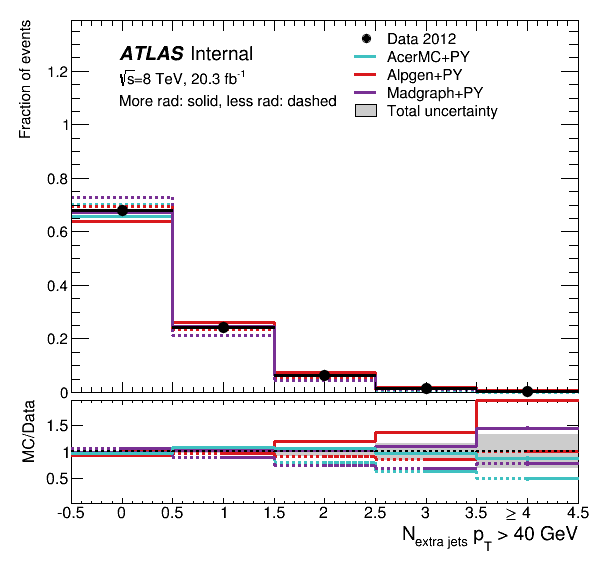 Fraction of events
1.2
1
0.8
0.6
0.4
0.2
0
ATLAS Internal
√s=8 TeV, 20.3 fb⁻¹
More rad: solid, less rad: dashed
Data 2012
AcerMC+PY
Alpgen+PY
Madgraph+PY
Total uncertainty
MC/Data
1.5
1
0.5
-0.5 0 0.5 1 1.5 2 2.5 3 3.5 ≥ 4 4.5
N extra jets p T > 40 GeV